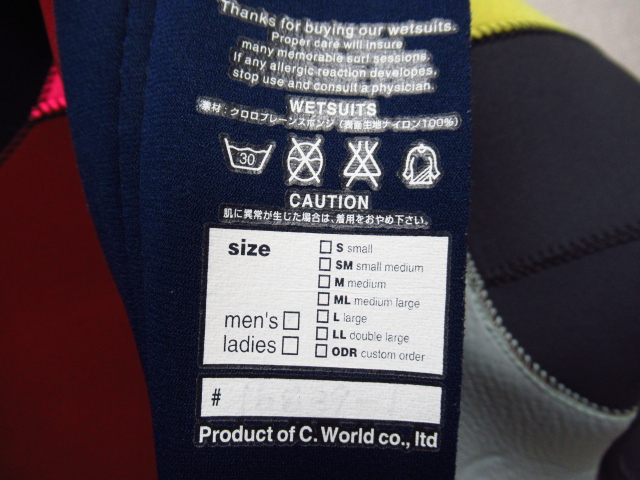 Thanks for buying our wetsuits.
Proper care will insure
many memorable surf sessions.
If any allergic reaction developes,
stop use and consult a physician.
WETSUITS
素材:クロロプレーンスポンジ(表面生地ナイロン100%)
30
CAUTION
肌に異常が生じた場合は、着用をおやめ下さい。
size
S small
SM small medium
M medium
ML medium large
L large
LL double large
ODR custom order
men's
ladies
#
Product of C. World co., ltd